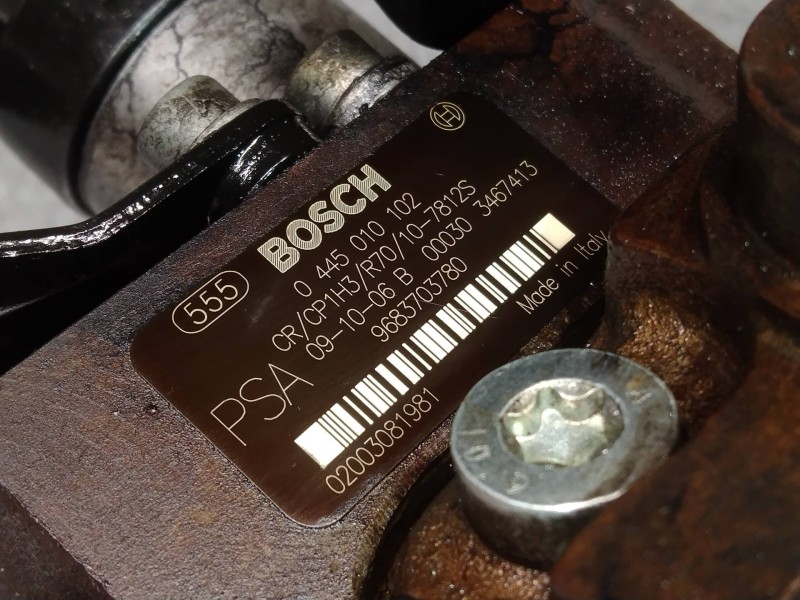 555
BOSCH
0 445 010 102
CR/CP1H3/R70/10-7812S
09-10-06 B 00030 3467413
PSA 9683703780
Made in Italy
02003081981